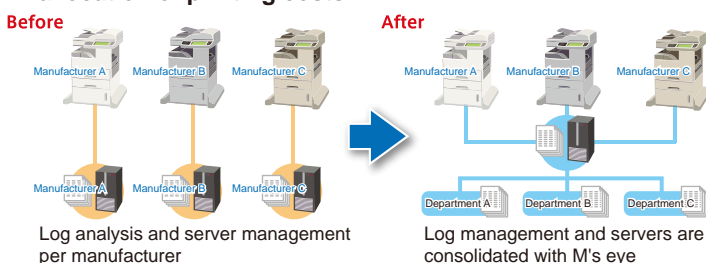 Before
After
Manufacturer A
Manufacturer B
Manufacturer C
Manufacturer A
Manufacturer B
Manufacturer C
Manufacturer A
Manufacturer B
Manufacturer C
Department A
Department B
Department C
Log analysis and server management
per manufacturer
Log management and servers are
consolidated with M's eye